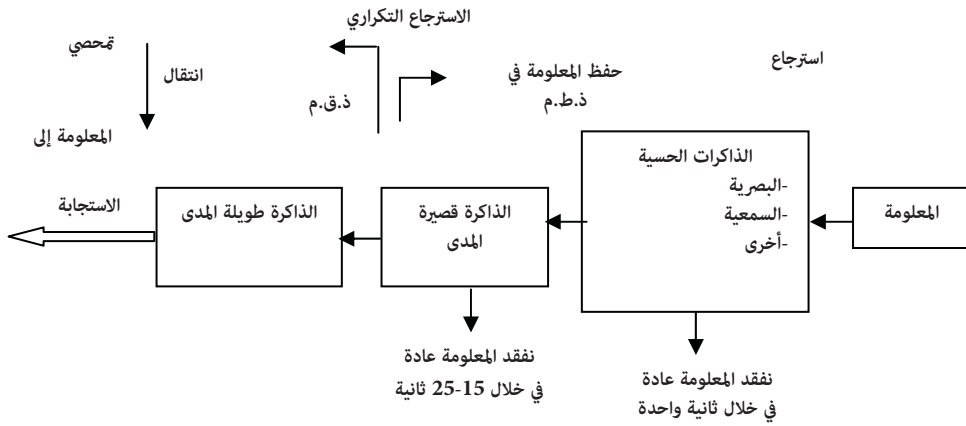 الاسترجاع التكراري
استرجاع
تمحصي
حفظ المعلومة في
ذ.ط.م
ذ.ق.م
انتقال
المعلومة إلى
المعلومة
الذاكرات الحسية
-البصرية
-السمعية
-أخرى
الذاكرة قصيرة
المدى
الذاكرة طويلة المدى
الاستجابة
نفقد المعلومة عادة
في خلال ثانية واحدة
نفقد المعلومة عادة
في خلال 15-25 ثانية